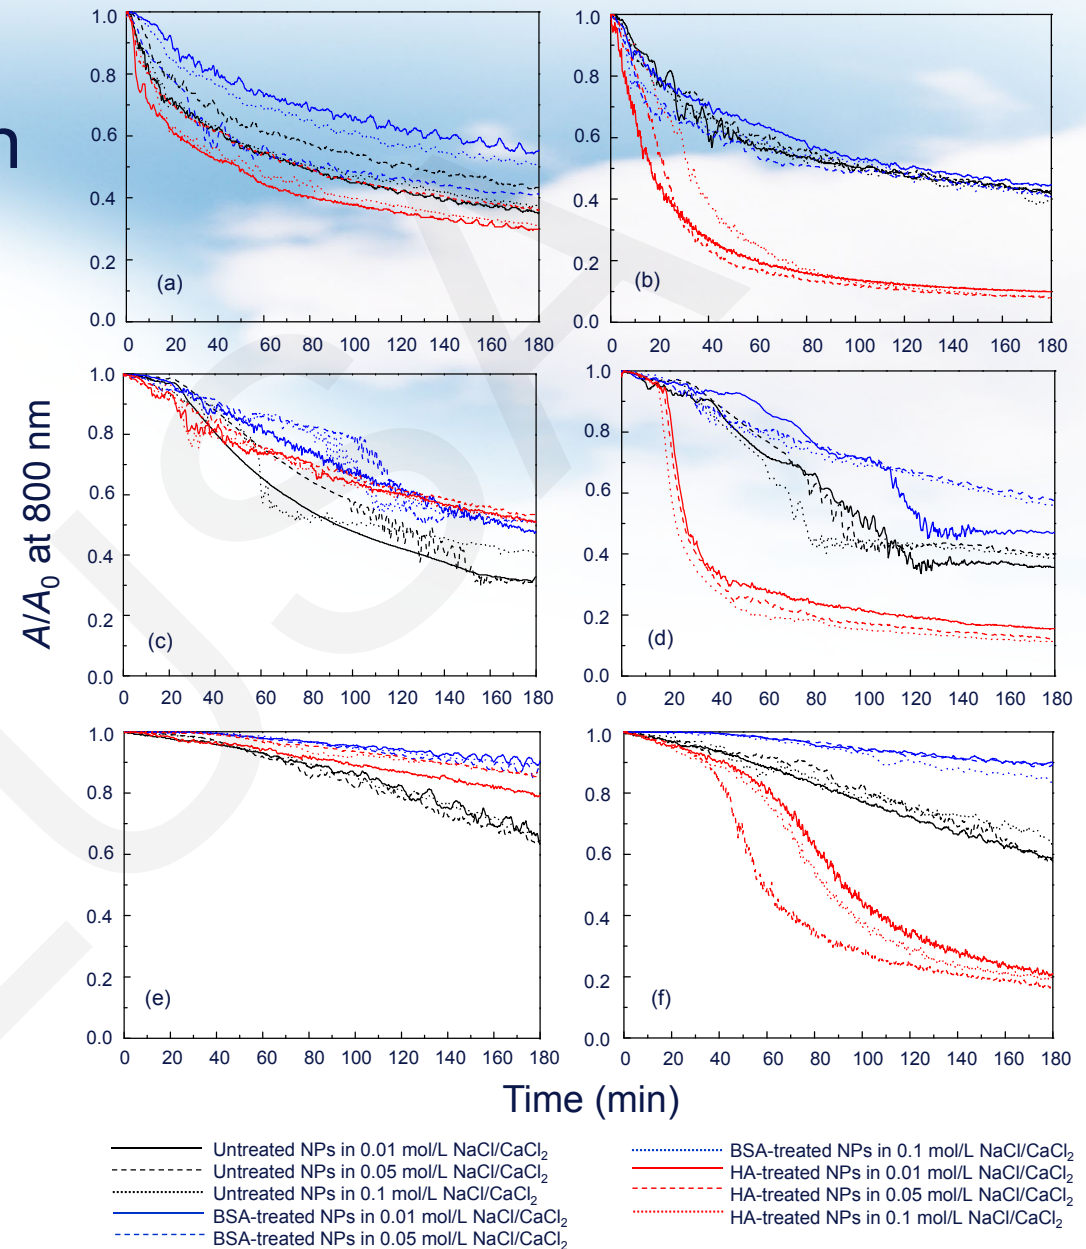 n
1.0
0.8
0.6
0.4
0.2
0.0
(a)
0 20 40 60 80 100 120 140 160 180
1.0
0.8
0.6
0.4
0.2
0.0
(b)
0 20 40 60 80 100 120 140 160 180
A/A0 at 800 nm
1.0
0.8
0.6
0.4
0.2
0.0
(c)
0 20 40 60 80 100 120 140 160 180
1.0
0.8
0.6
0.4
0.2
0.0
(d)
0 20 40 60 80 100 120 140 160 180
1.0
0.8
0.6
0.4
0.2
0.0
(e)
0 20 40 60 80 100 120 140 160 180
1.0
0.8
0.6
0.4
0.2
0.0
(f)
0 20 40 60 80 100 120 140 160 180
Time (min)
Untreated NPs in 0.01 mol/L NaCl/CaCl2
Untreated NPs in 0.05 mol/L NaCl/CaCl2
Untreated NPs in 0.1 mol/L NaCl/CaCl2
BSA-treated NPs in 0.01 mol/L NaCl/CaCl2
BSA-treated NPs in 0.05 mol/L NaCl/CaCl2
BSA-treated NPs in 0.1 mol/L NaCl/CaCl2
HA-treated NPs in 0.01 mol/L NaCl/CaCl2
HA-treated NPs in 0.05 mol/L NaCl/CaCl2
HA-treated NPs in 0.1 mol/L NaCl/CaCl2